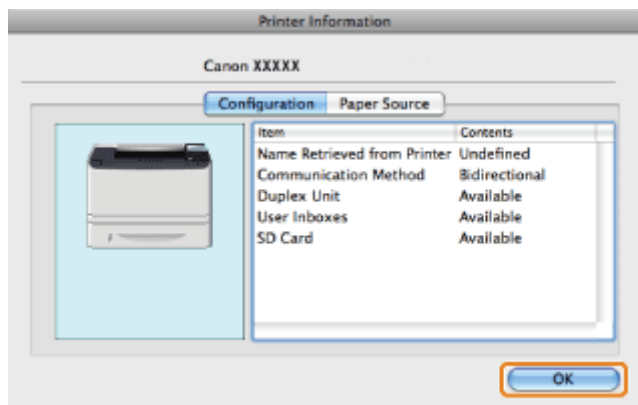 Printer Information
Canon XXXXX
Configuration Paper Source
Item Contents
Name Retrieved from Printer Undefined
Communication Method Bidirectional
Duplex Unit Available
User Inboxes Available
SD Card Available
OK